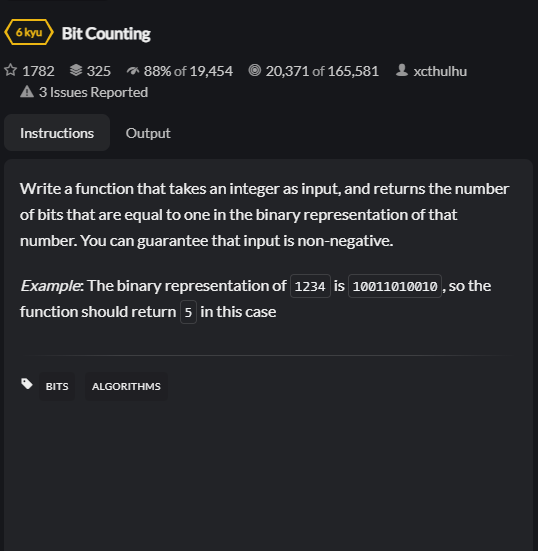 6 kyu Bit Counting
1782 325 88% of 19,454 20,371 of 165,581 xcthulhu
3 Issues Reported
Instructions Output
Write a function that takes an integer as input, and returns the number
of bits that are equal to one in the binary representation of that
number. You can guarantee that input is non-negative.
Example: The binary representation of 1234 is 10011010010, so the
function should return 5 in this case
BITS ALGORITHMS